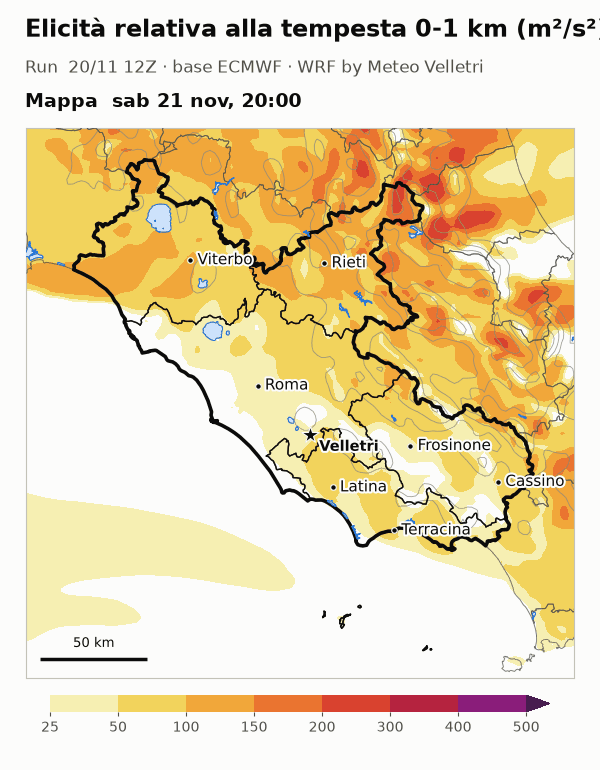 Elicità relativa alla tempesta 0-1 km (m²/s²)
Run 20/11 12Z · base ECMWF · WRF by Meteo Velletri
Mappa sab 21 nov, 20:00
Viterbo
Rieti
Roma
Velletri
Frosinone
Latina
Cassino
Terracina
50 km
25 50 100 150 200 300 400 500